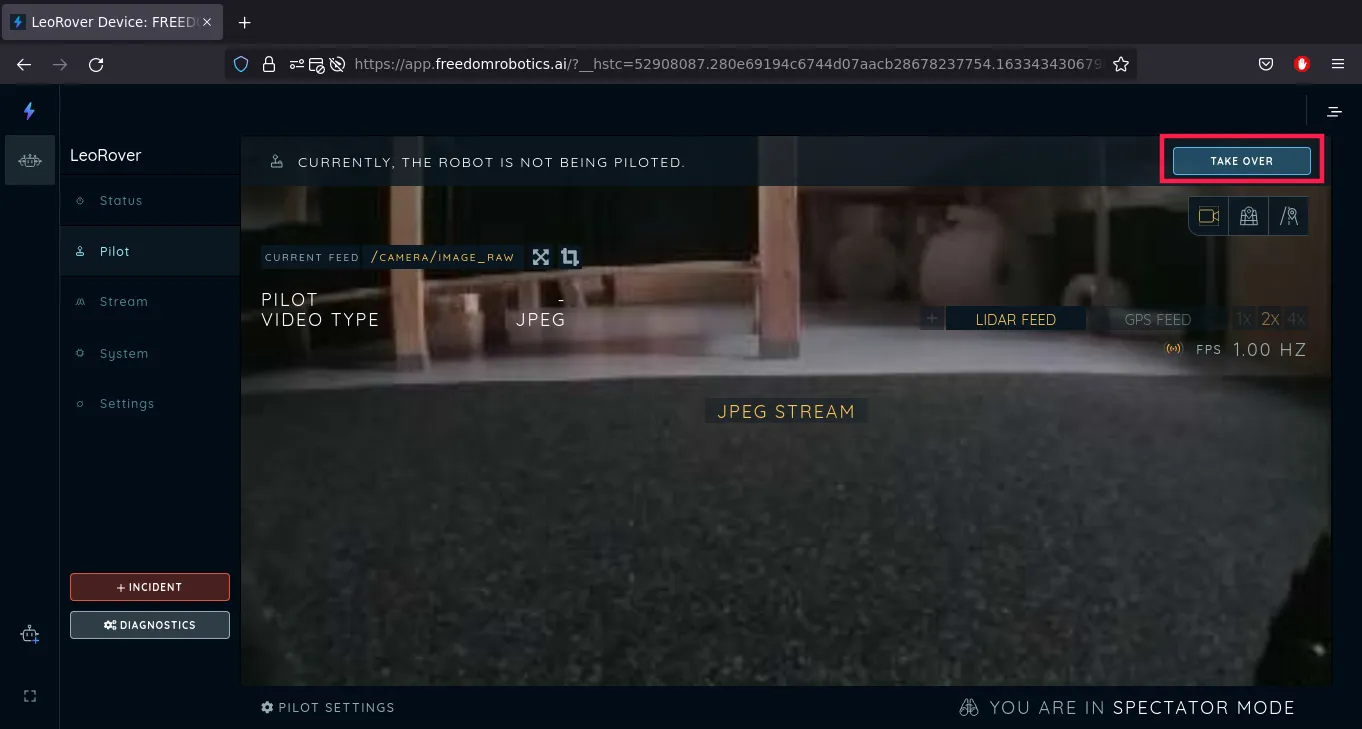 LeoRover Device: FREED
https://app.freedomrobotics.ai/?__hstc=52908087.280e69194c6744d07aacb28678237754.163343430679
LeoRover
Status
Pilot
Stream
System
Settings
+ INCIDENT
DIAGNOSTICS
CURRENTLY, THE ROBOT IS NOT BEING PILOTED.
TAKE OVER
CURRENT FEED /CAMERA/IMAGE_RAW
PILOT -
VIDEO TYPE JPEG
+ LIDAR FEED GPS FEED 1X 2X 4X
FPS 1.00 HZ
JPEG STREAM
PILOT SETTINGS
YOU ARE IN SPECTATOR MODE